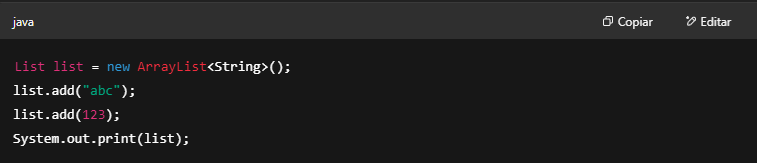 java Copiar Editar
List list = new ArrayList<String>();
list.add("abc");
list.add(123);
System.out.print(list);